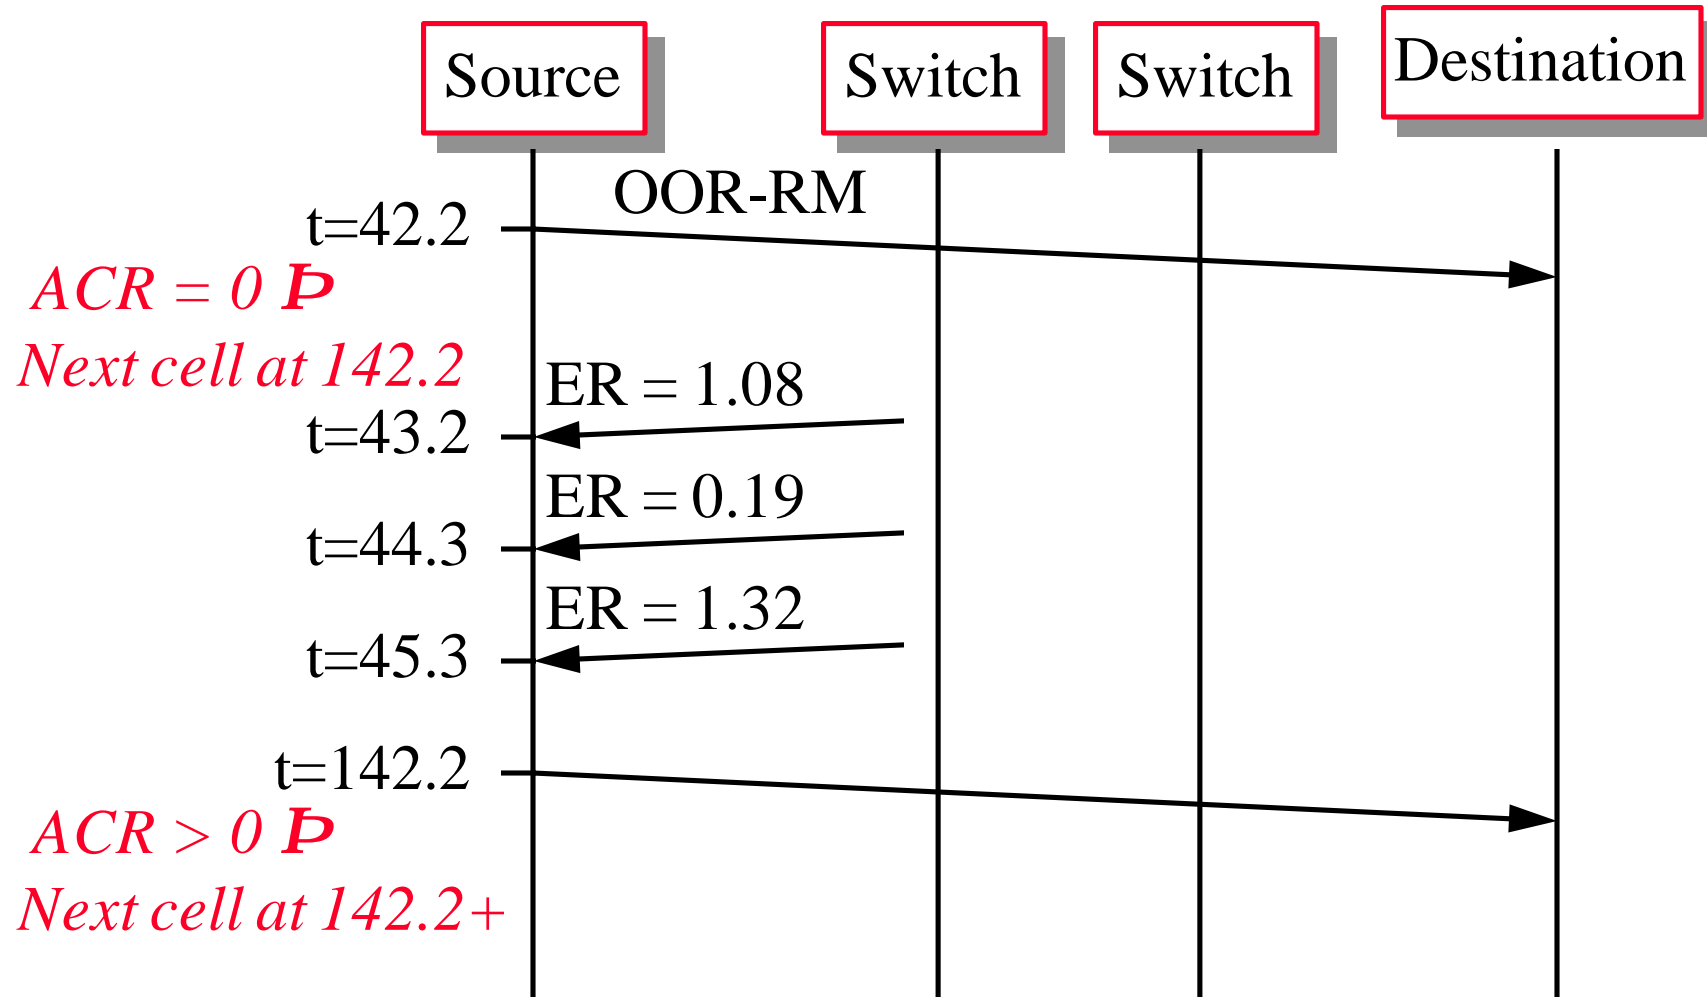 Source
Switch
Switch
Destination
OOR-RM
t=42.2
ACR = 0 Þ
Next cell at 142.2
ER = 1.08
t=43.2
ER = 0.19
t=44.3
ER = 1.32
t=45.3
t=142.2
ACR > 0 Þ
Next cell at 142.2+